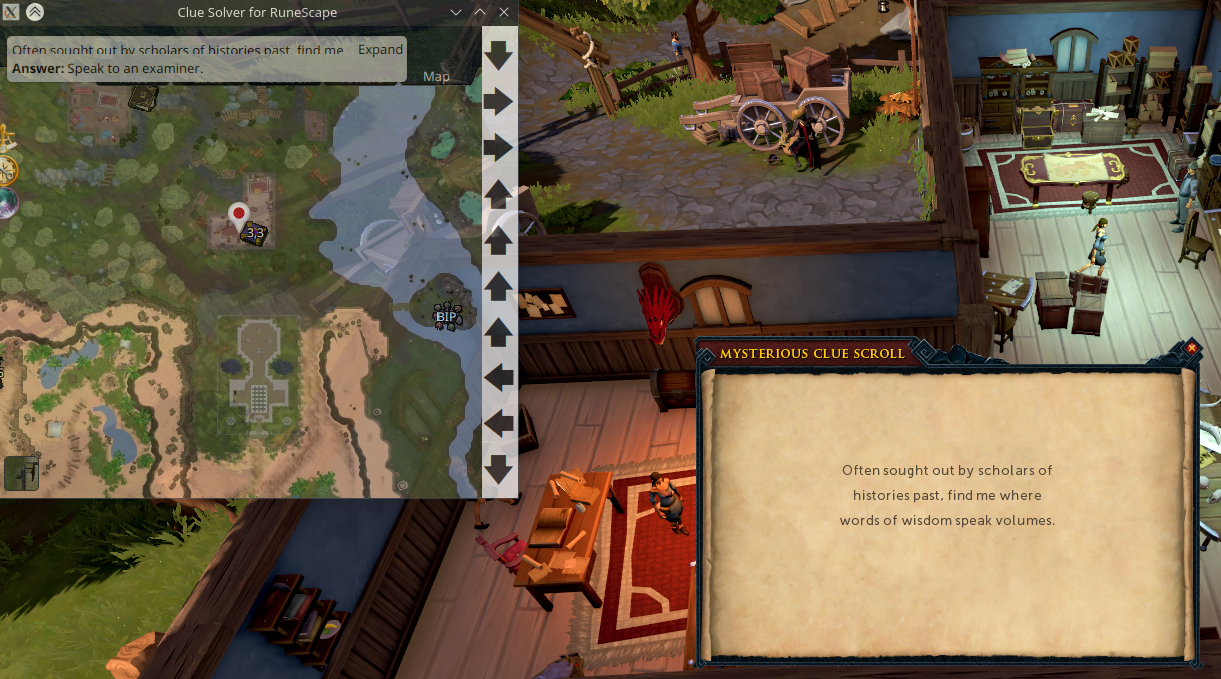 Clue Solver for RuneScape
Often sought out by scholars of histories past, find me
Expand
Answer: Speak to an examiner.
Map
33
BIP
MYSTERIOUS CLUE SCROLL
Often sought out by scholars of
histories past, find me where
words of wisdom speak volumes.